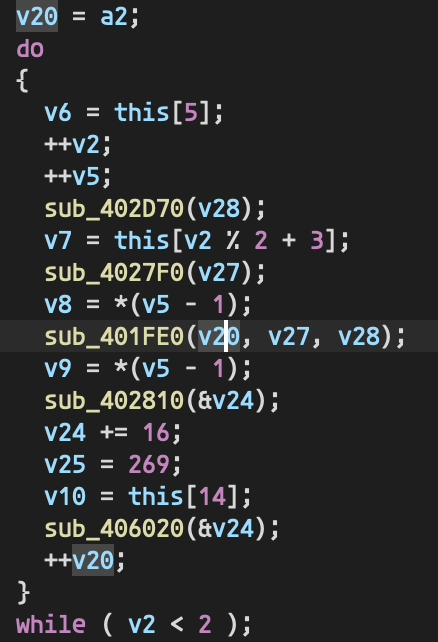 v20 = a2;
do
{
v6 = this[5];
++v2;
++v5;
sub_402D70(v28);
v7 = this[v2 % 2 + 3];
sub_4027F0(v27);
v8 = *(v5 - 1);
sub_401FE0(v20, v27, v28);
v9 = *(v5 - 1);
sub_402810(&v24);
v24 += 16;
v25 = 269;
v10 = this[14];
sub_406020(&v24);
++v20;
}
while ( v2 < 2 );